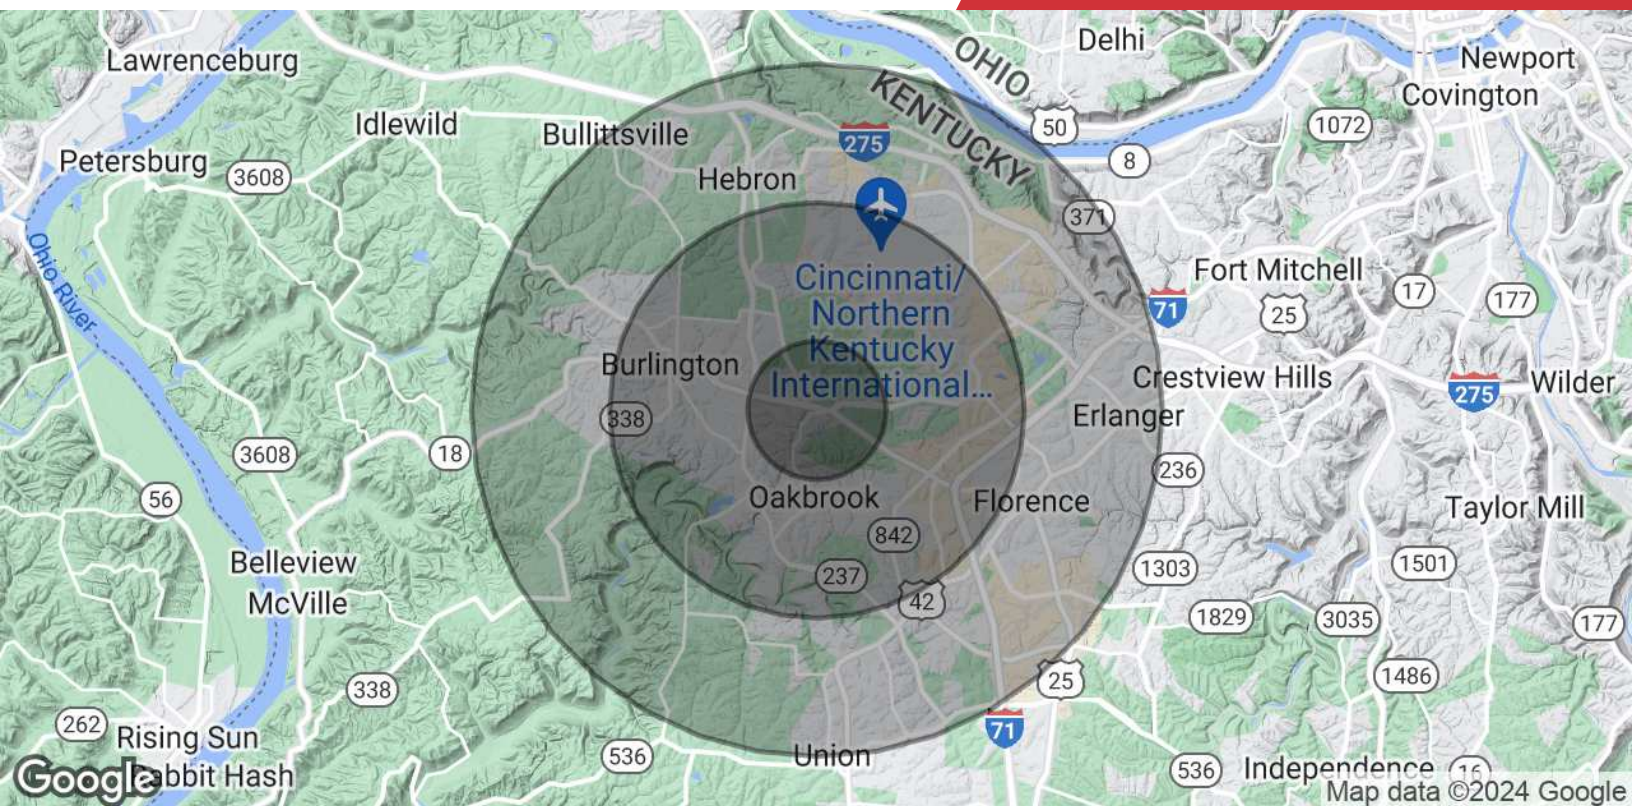 Lawrenceburg
Delhi
OHIO
KENTUCKY
Newport
Covington
Idlewild
Bullittsville
275
50
1072
8
Petersburg
3608
Hebron
371
Ohio River
Cincinnati/
Northern
Kentucky
International...
Fort Mitchell
71
25
17
177
Burlington
Crestview Hills
275
Wilder
338
Erlanger
3608
18
236
56
Oakbrook
Florence
Taylor Mill
842
Belleview
237
1303
1501
McVille
42
1829
3035
177
338
25
1486
262
Rising Sun
71
536
Union
536
Independence
16
Google
abbit Hash
Map data ©2024 Google